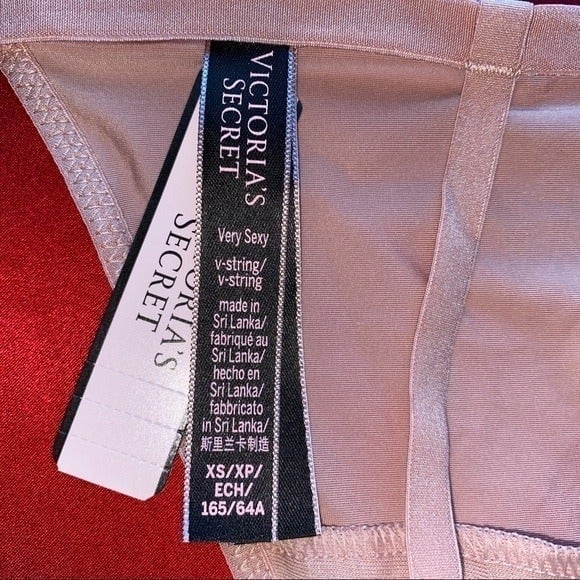 VICTORIA'S
SECRET
Very Sexy
v-string/
v-string
made in
Sri Lanka/
fabriqué au
Sri Lanka/
hecho en
Sri Lanka/
fabbricato
in Sri Lanka/
斯里兰卡制造
XS/XP/
ECH/
165/64A
ORIA'S
SECRET